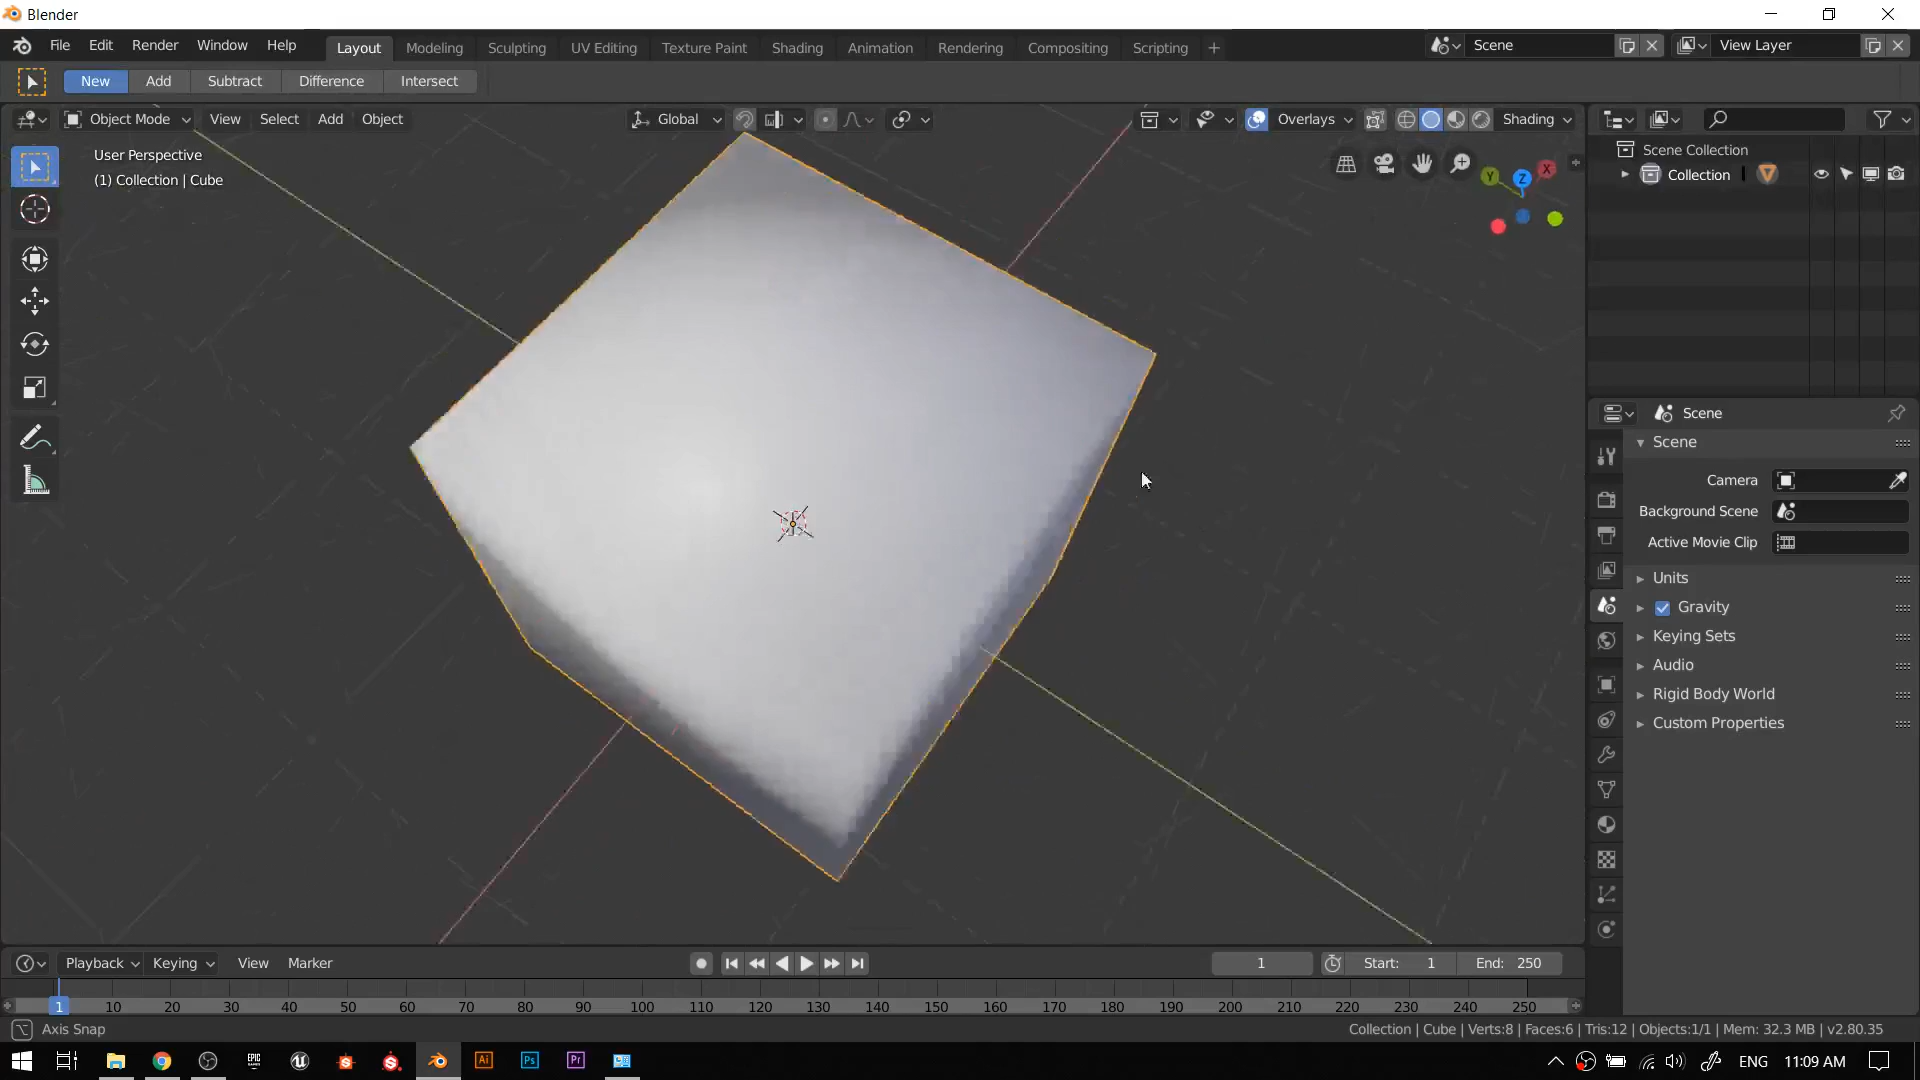 Blender
File Edit Render Window Help Layout Modeling Sculpting UV Editing Texture Paint Shading Animation Rendering Compositing Scripting + Scene View Layer
New Add Subtract Difference Intersect
Object Mode View Select Add Object Global Overlays Shading
User Perspective
(1) Collection | Cube
Y Z X
Scene Collection
Collection
Scene
Scene
Camera
Background Scene
Active Movie Clip
Units
Gravity
Keying Sets
Audio
Rigid Body World
Custom Properties
Playback Keying View Marker 1 Start: 1 End: 250
1 10 20 30 40 50 60 70 80 90 100 110 120 130 140 150 160 170 180 190 200 210 220 230 240 250
Axis Snap Collection | Cube | Verts:8 | Faces:6 | Tris:12 | Objects:1/1 | Mem: 32.3 MB | v2.80.35
EPIC GAMES Ai Ps Pr ENG 11:09 AM